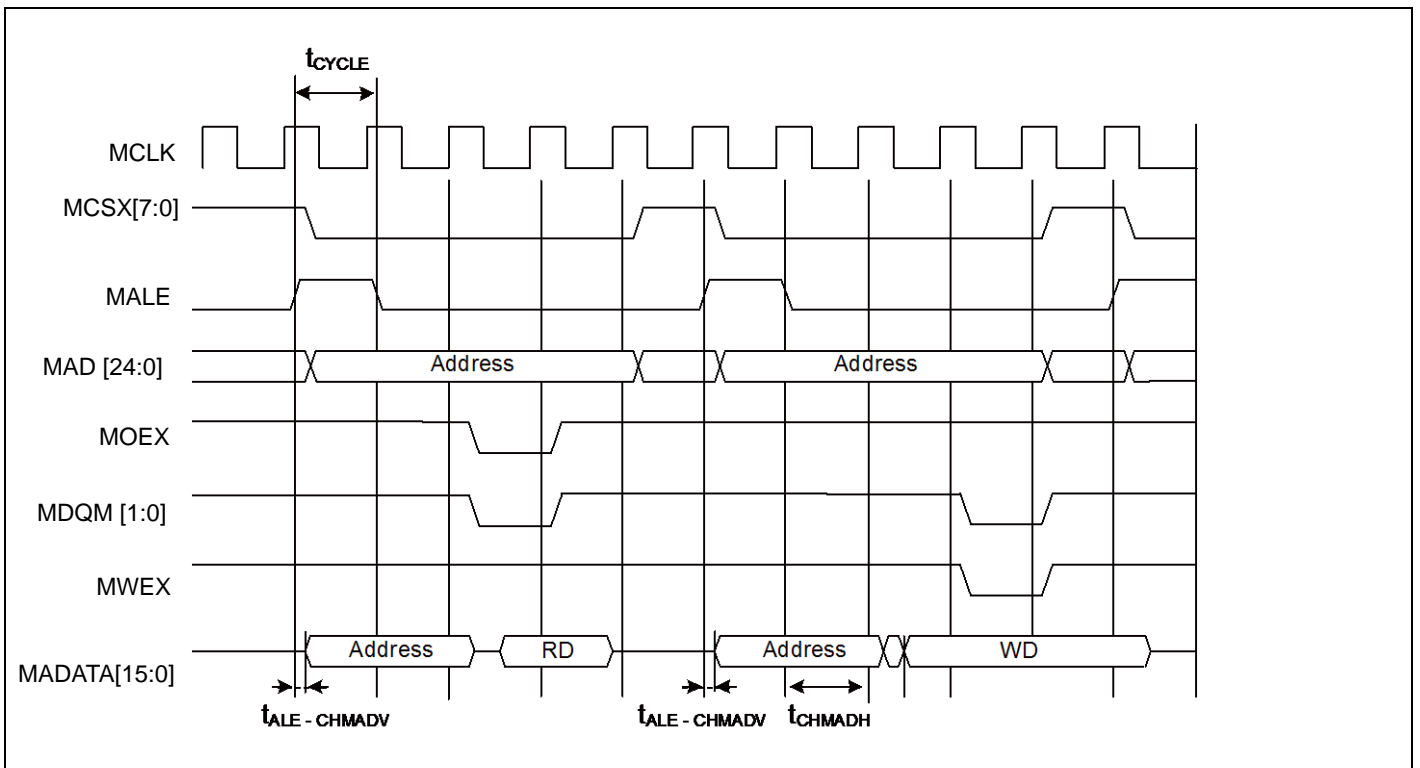 tCYCLE
MCLK
MCSX[7:0]
MALE
MAD [24:0]
Address
Address
MOEX
MDQM [1:0]
MWEX
MADATA[15:0]
Address
RD
Address
WD
tALE - CHMADV
tALE - CHMADV
tCHMADH